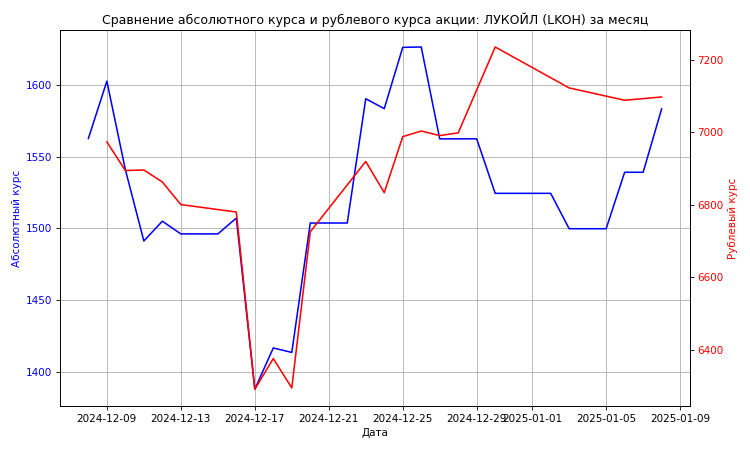 Сравнение абсолютного курса и рублевого курса акции: ЛУКОЙЛ (LKOH) за месяц
1600
1550
1500
1450
1400
Абсолютный курс
7200
7000
6800
6600
6400
Рублевый курс
2024-12-09 2024-12-13 2024-12-17 2024-12-21 2024-12-25 2024-12-29 2025-01-01 2025-01-05 2025-01-09
Дата